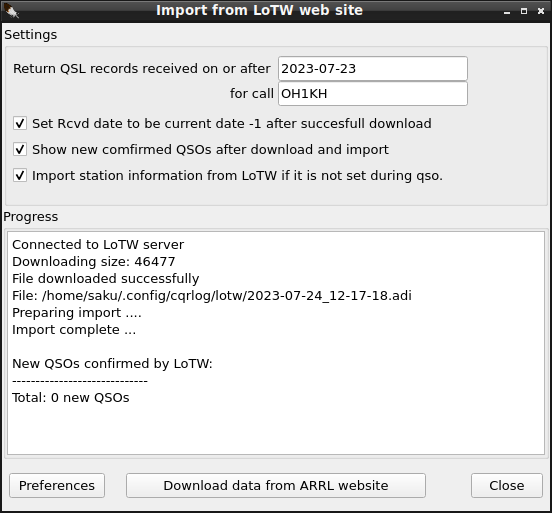 Import from LoTW web site
Settings
Return QSL records received on or after 2023-07-23
for call OH1KH
Set Rcvd date to be current date -1 after succesfull download
Show new comfirmed QSOs after download and import
Import station information from LoTW if it is not set during qso.
Progress
Connected to LoTW server
Downloading size: 46477
File downloaded successfully
File: /home/saku/.config/cqrlog/lotw/2023-07-24_12-17-18.adi
Preparing import ....
Import complete ...
New QSOs confirmed by LoTW:
-----------------------------
Total: 0 new QSOs
Preferences Download data from ARRL website Close